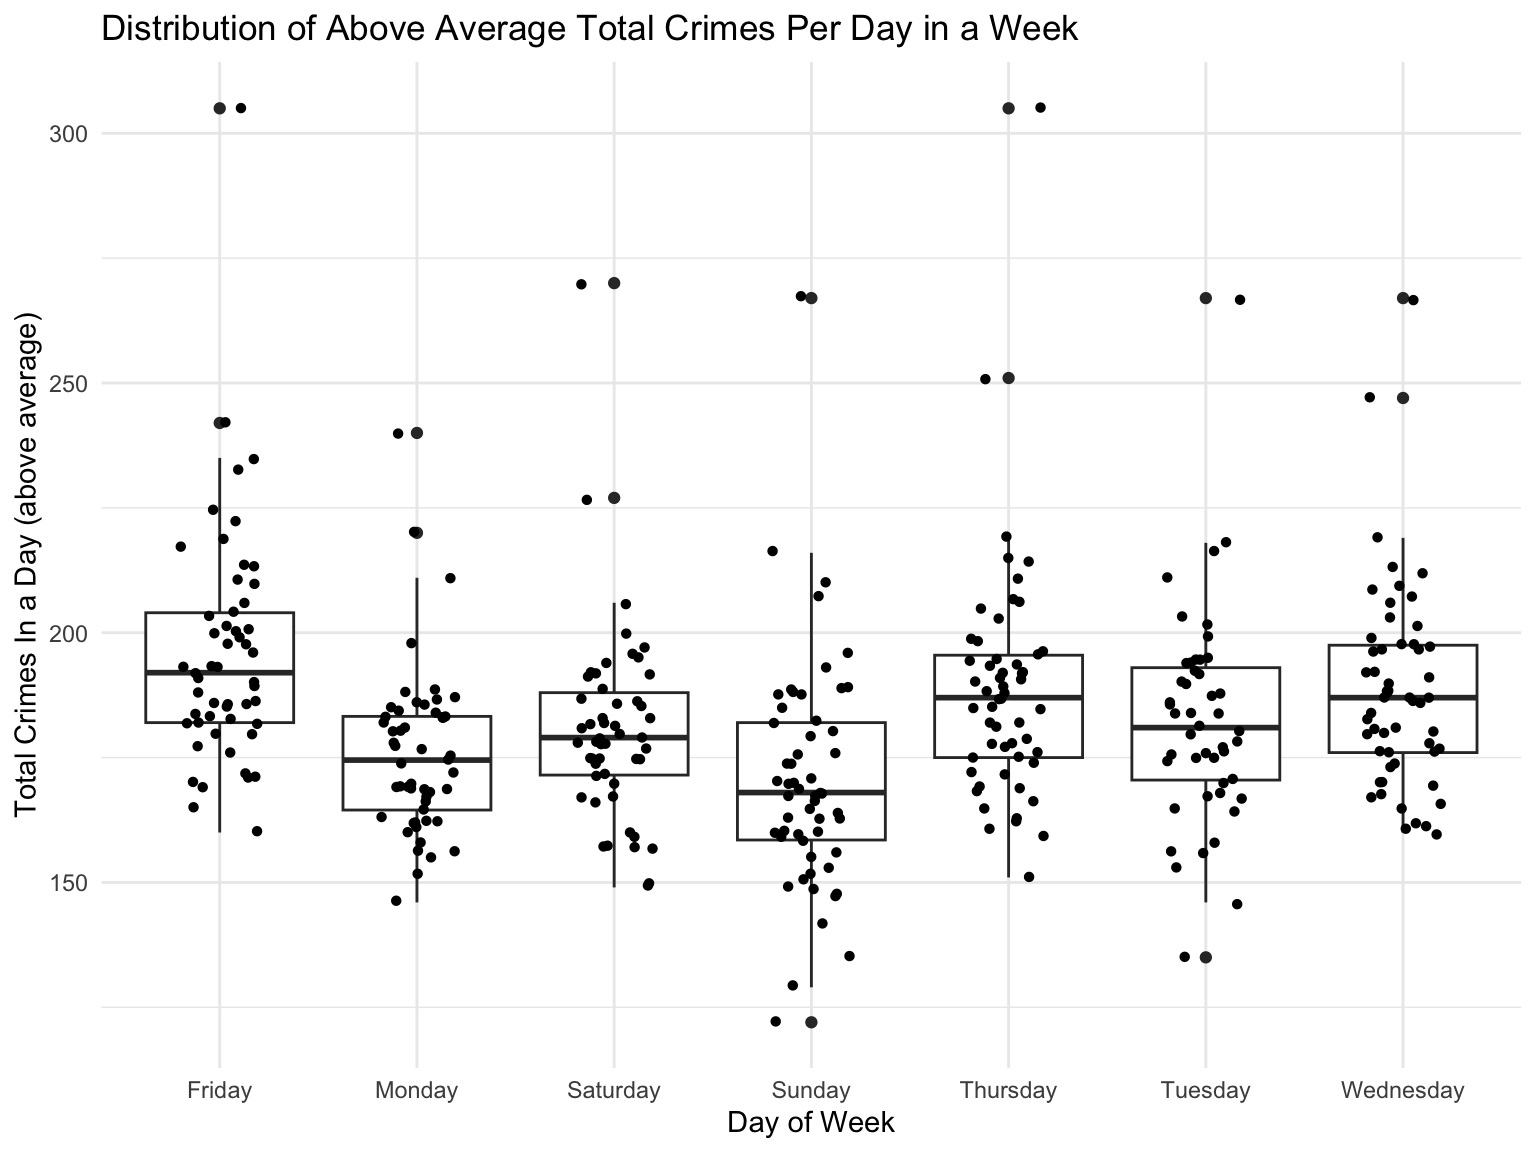 Distribution of Above Average Total Crimes Per Day in a Week
Total Crimes In a Day (above average)
300
250
200
150
Friday
Monday
Saturday
Sunday
Thursday
Tuesday
Wednesday
Day of Week